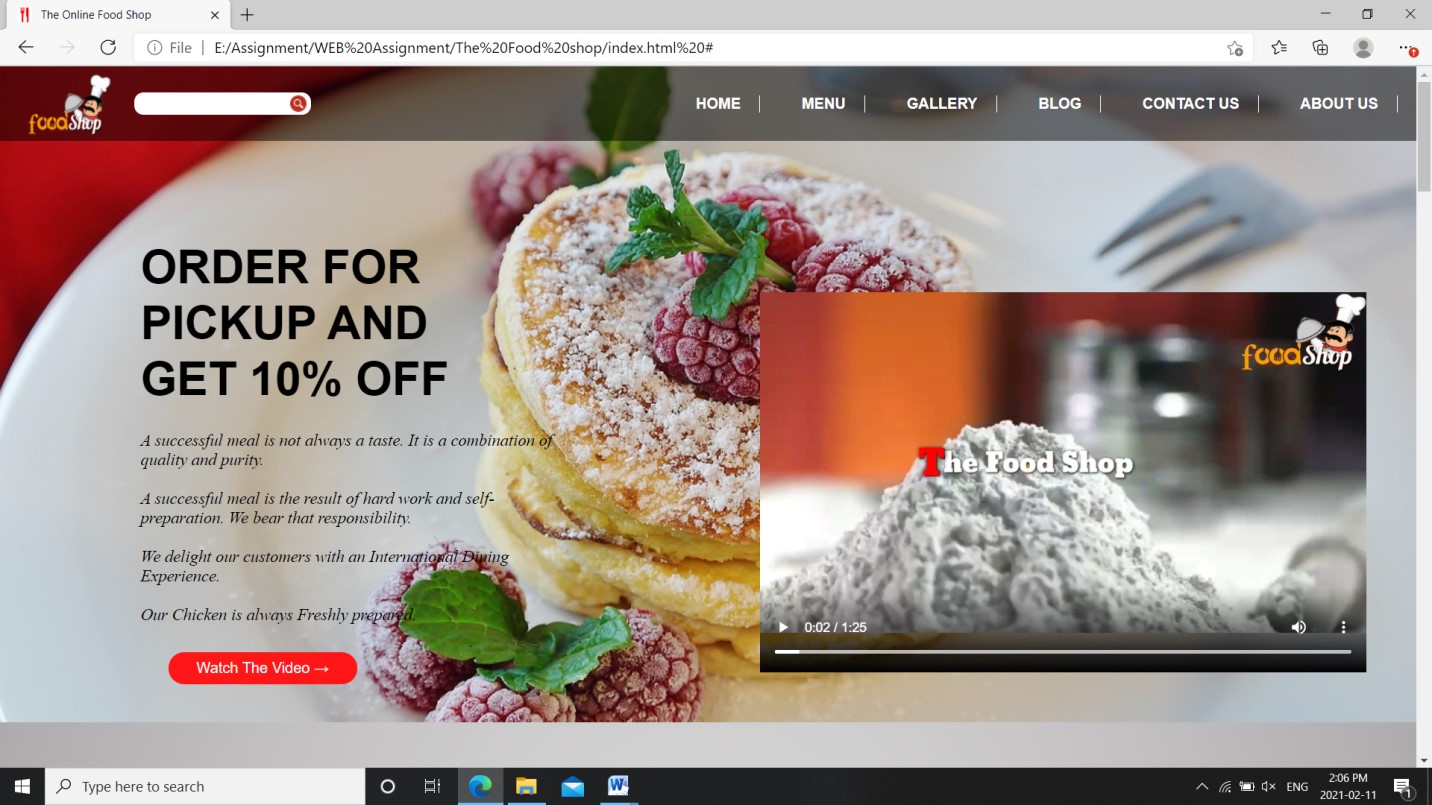 The Online Food Shop
File | E:/Assignment/WEB%20Assignment/The%20Food%20shop/index.html%20#
foodShop
HOME | MENU | GALLERY | BLOG | CONTACT US | ABOUT US |
ORDER FOR
PICKUP AND
GET 10% OFF
A successful meal is not always a taste. It is a combination of
quality and purity.
A successful meal is the result of hard work and self-
preparation. We bear that responsibility.
We delight our customers with an International Dining
Experience.
Our Chicken is always Freshly prepared.
Watch The Video →
foodShop
The Food Shop
0:02 / 1:25
Type here to search
W
ENG
2:06 PM
2021-02-11
1